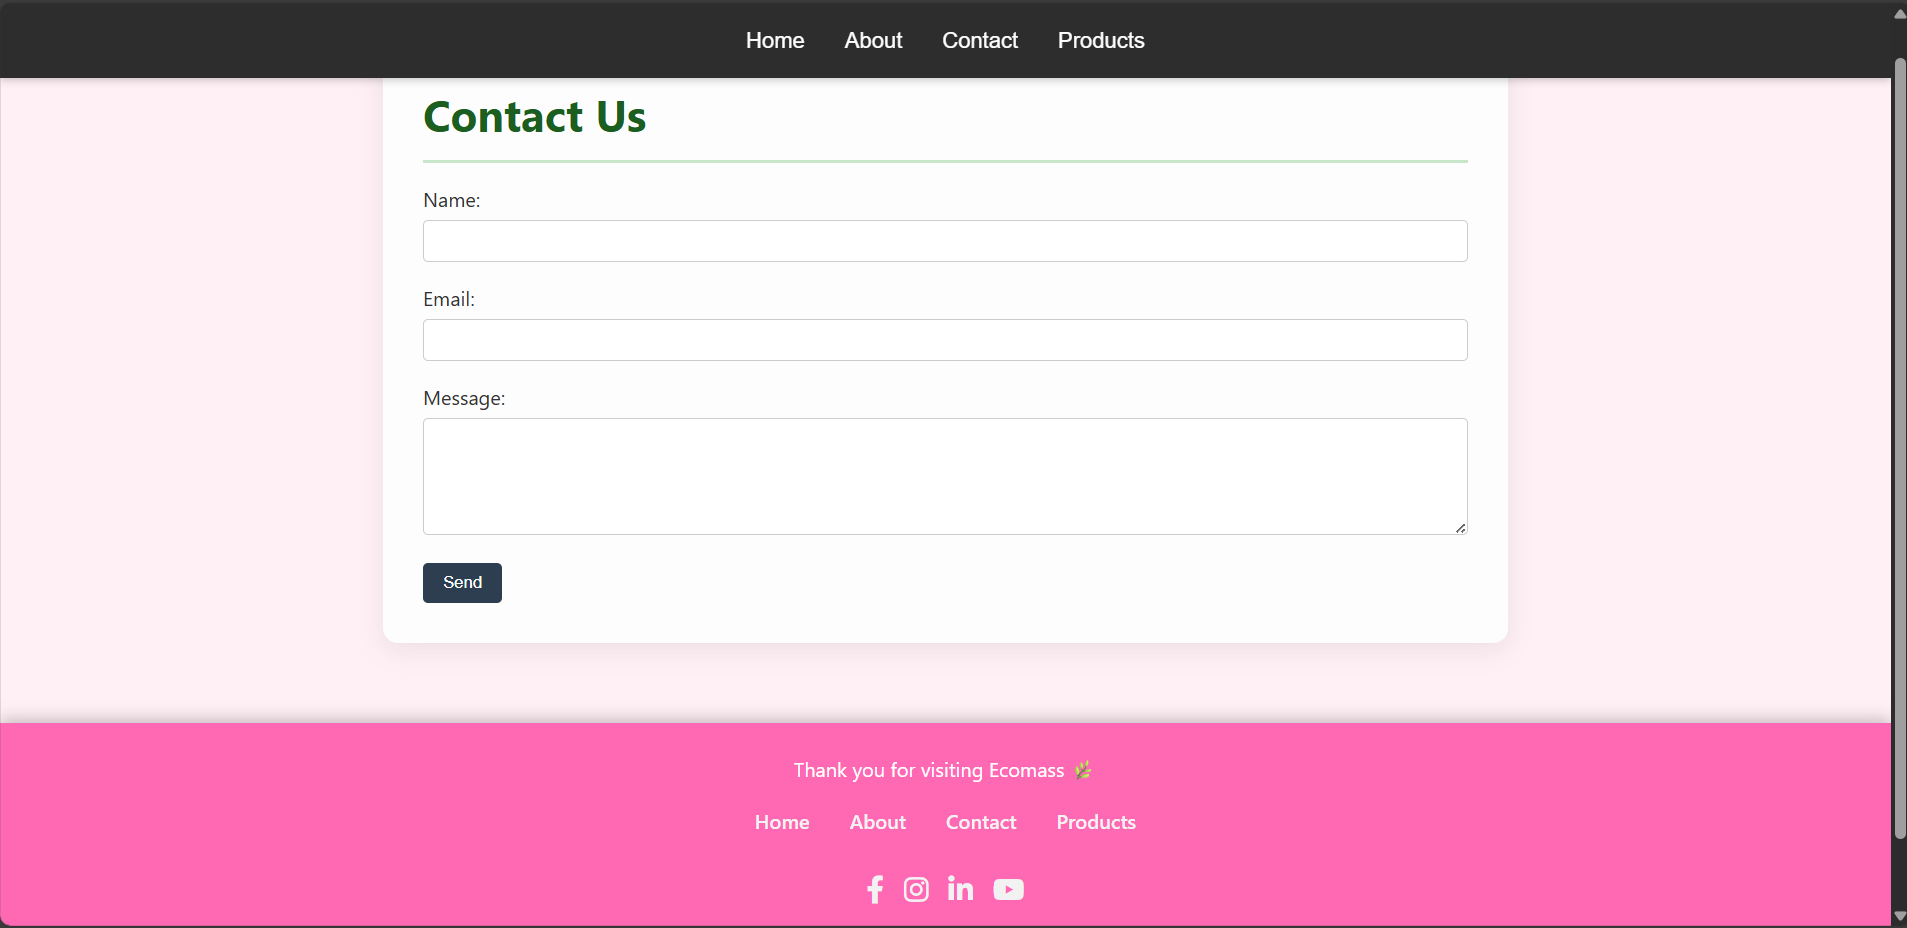 Home About Contact Products
Contact Us
Name:
Email:
Message:
Send
Thank you for visiting Ecomass 🌿
Home About Contact Products